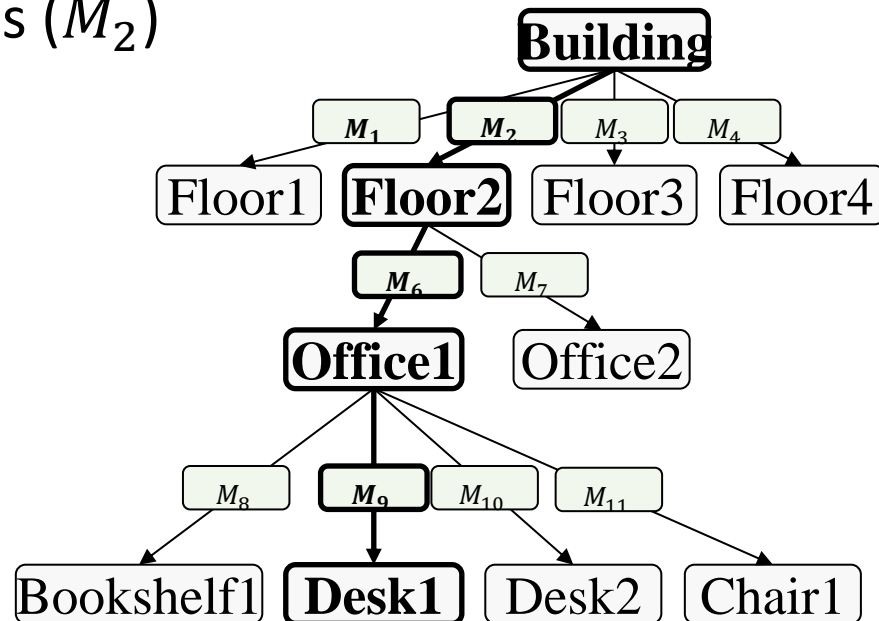 s (M₂)
Building
M₁ M₂ M₃ M₄
Floor1 Floor2 Floor3 Floor4
M₆ M₇
Office1 Office2
M₈ M₉ M₁₀ M₁₁
Bookshelf1 Desk1 Desk2 Chair1